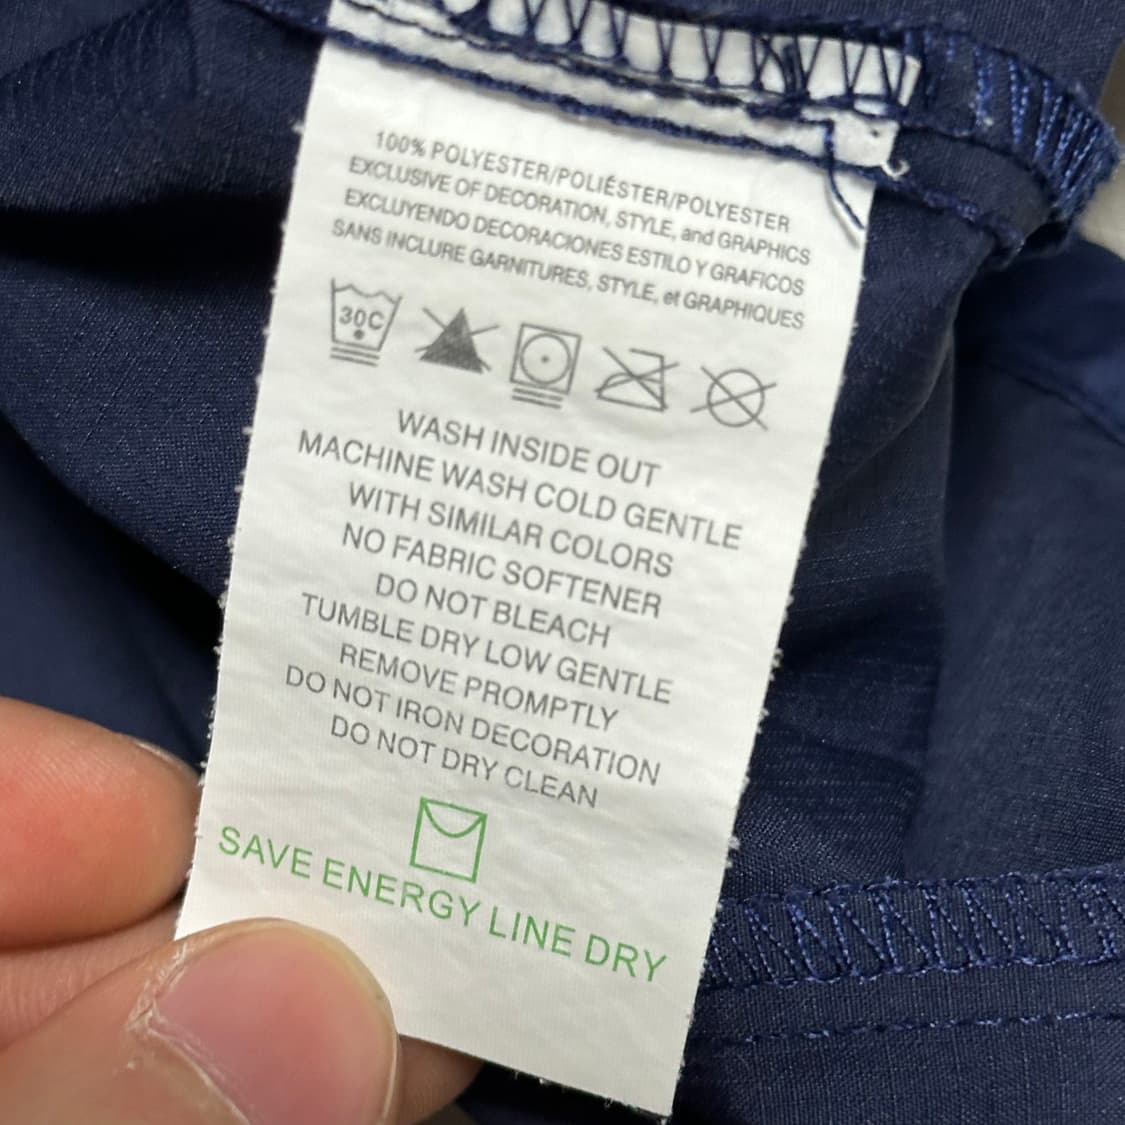 100% POLYESTER/POLIÉSTER/POLYESTER
EXCLUSIVE OF DECORATION, STYLE, and GRAPHICS
EXCLUYENDO DECORACIONES ESTILO Y GRAFICOS
SANS INCLURE GARNITURES, STYLE, et GRAPHIQUES
30C
WASH INSIDE OUT
MACHINE WASH COLD GENTLE
WITH SIMILAR COLORS
NO FABRIC SOFTENER
DO NOT BLEACH
TUMBLE DRY LOW GENTLE
REMOVE PROMPTLY
DO NOT IRON DECORATION
DO NOT DRY CLEAN
SAVE ENERGY LINE DRY